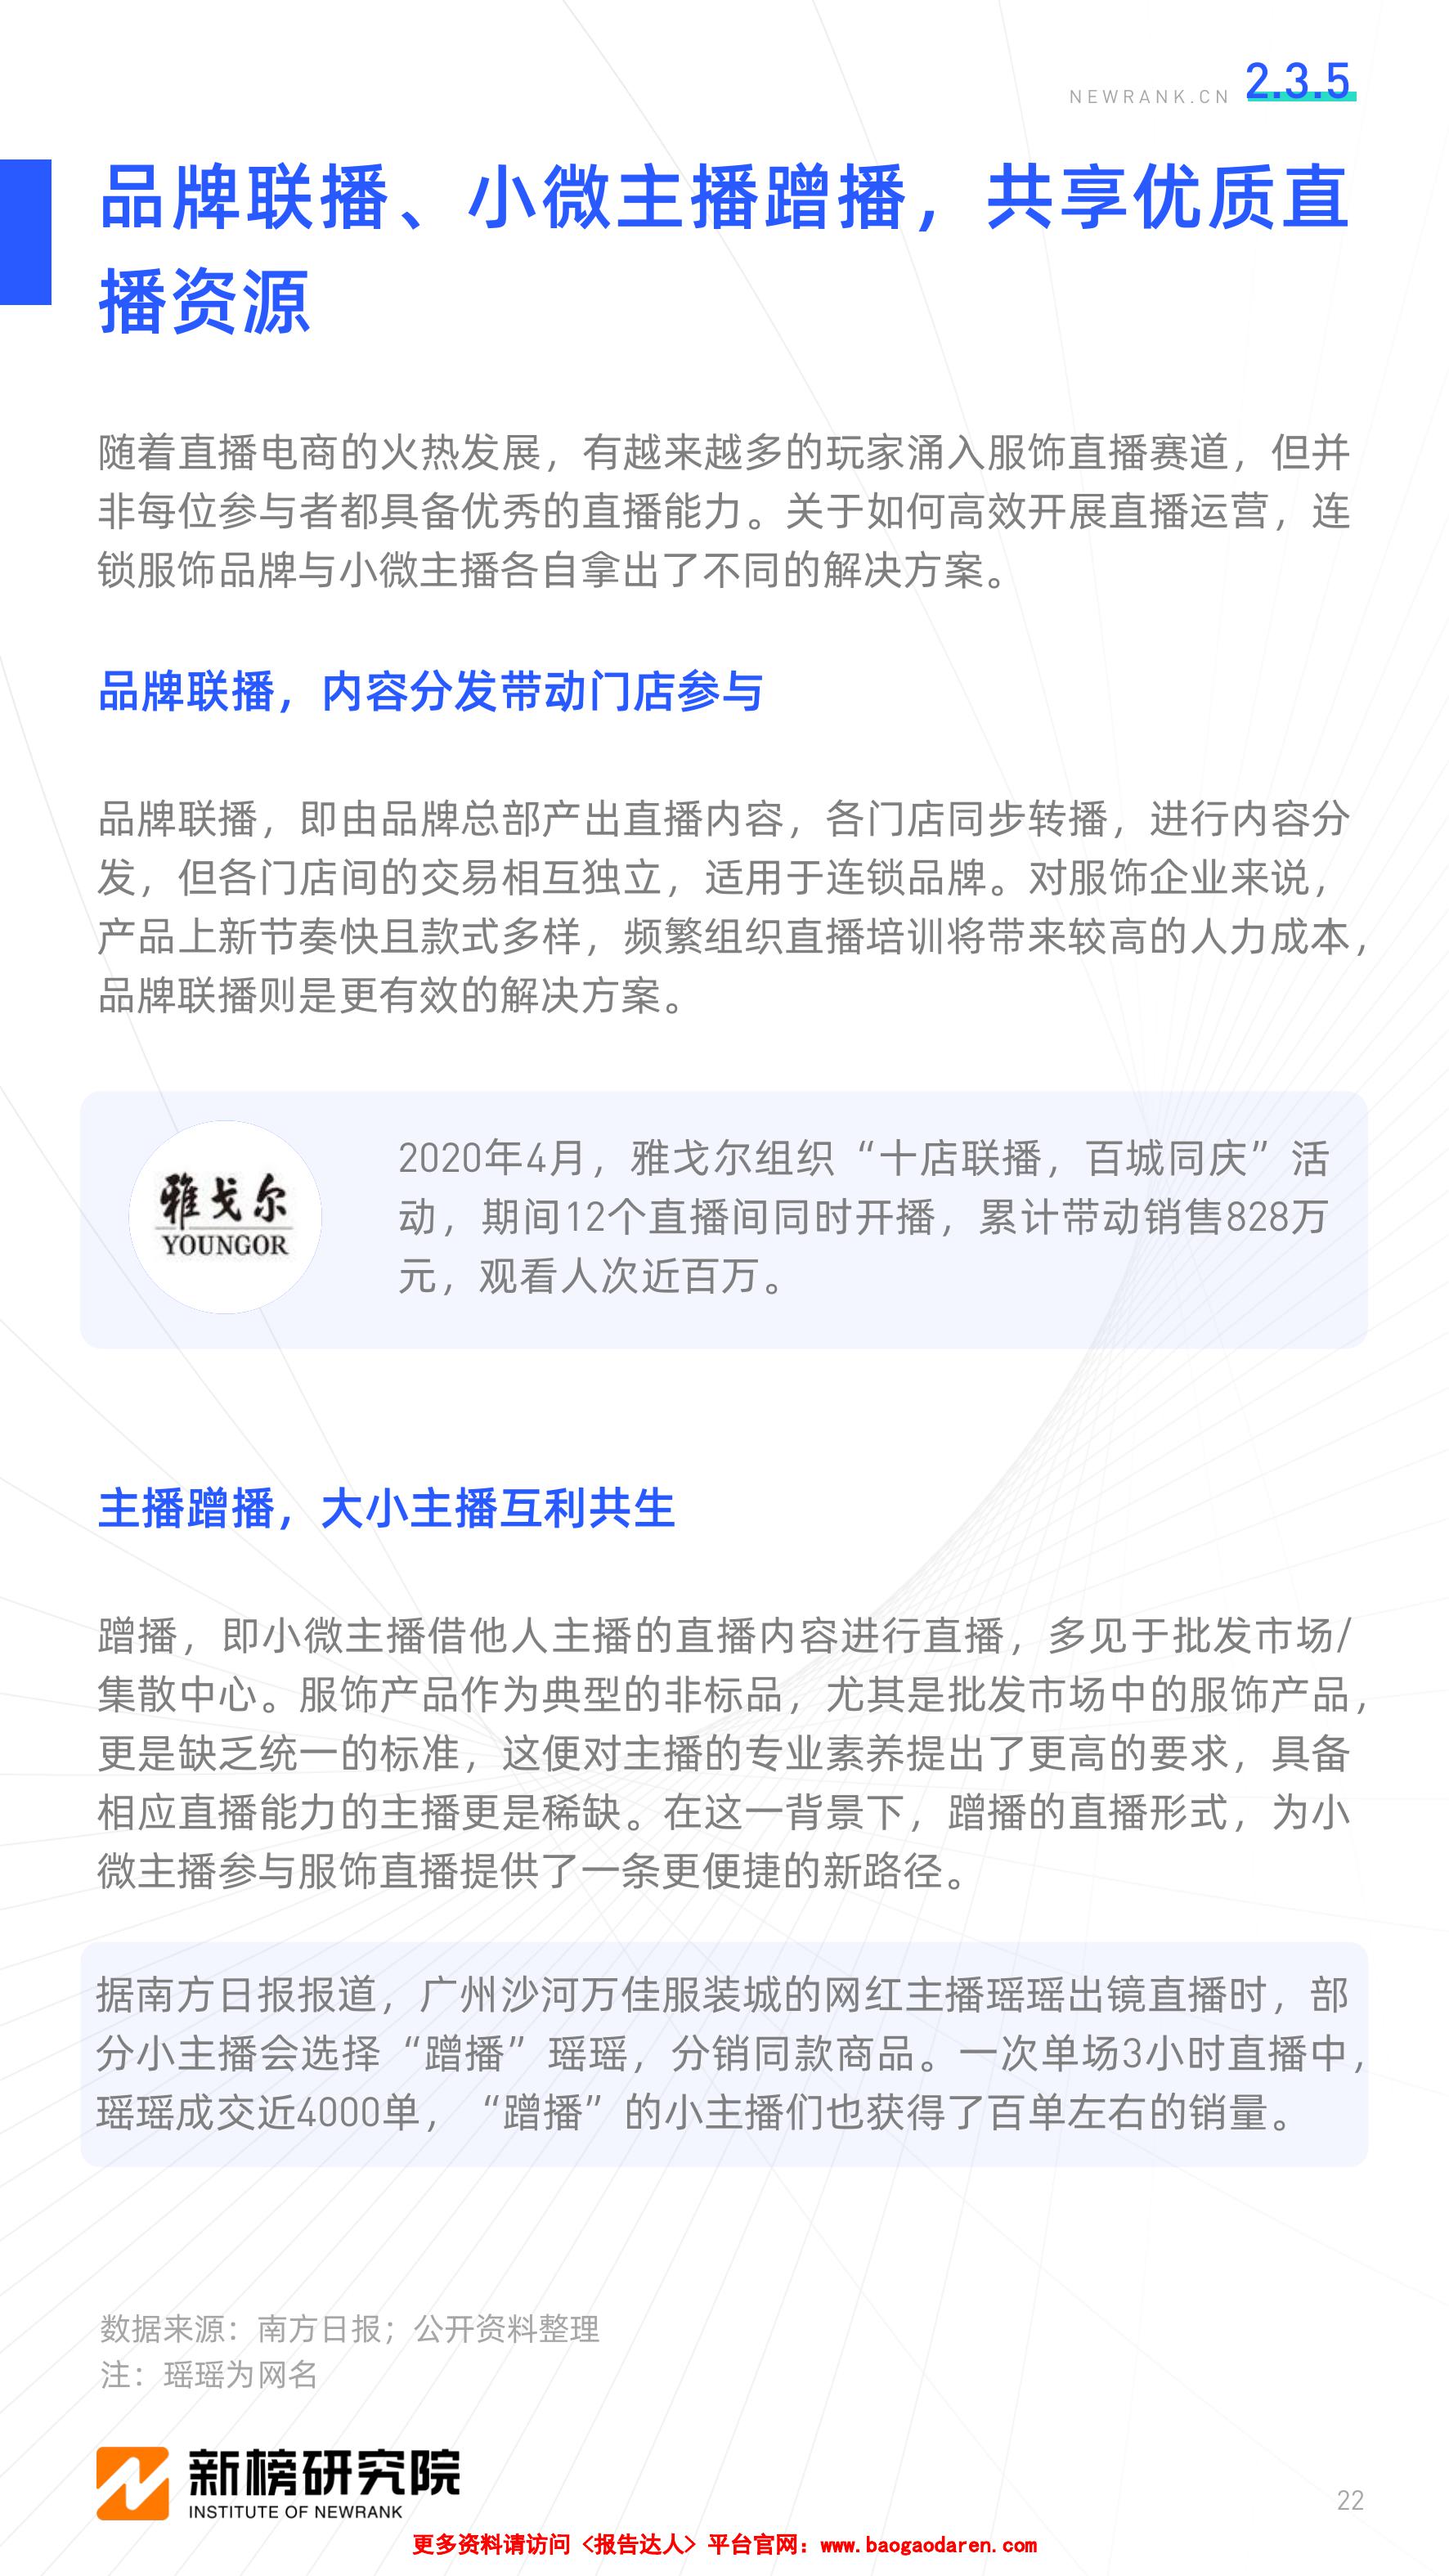 NEWRANK.CN 2.3.5
品牌联播、小微主播蹭播，共享优质直
播资源
随着直播电商的火热发展，有越来越多的玩家涌入服饰直播赛道，但并
非每位参与者都具备优秀的直播能力。关于如何高效开展直播运营，连
锁服饰品牌与小微主播各自拿出了不同的解决方案。
品牌联播，内容分发带动门店参与
品牌联播，即由品牌总部产出直播内容，各门店同步转播，进行内容分
发，但各门店间的交易相互独立，适用于连锁品牌。对服饰企业来说，
产品上新节奏快且款式多样，频繁组织直播培训将带来较高的人力成本，
品牌联播则是更有效的解决方案。
雅戈尔
YOUNGOR
2020年4月，雅戈尔组织“十店联播，百城同庆”活
动，期间12个直播间同时开播，累计带动销售828万
元，观看人次近百万。
主播蹭播，大小主播互利共生
蹭播，即小微主播借他人主播的直播内容进行直播，多见于批发市场/
集散中心。服饰产品作为典型的非标品，尤其是批发市场中的服饰产品，
更是缺乏统一的标准，这便对主播的专业素养提出了更高的要求，具备
相应直播能力的主播更是稀缺。在这一背景下，蹭播的直播形式，为小
微主播参与服饰直播提供了一条更便捷的新路径。
据南方日报报道，广州沙河万佳服装城的网红主播瑶瑶出镜直播时，部
分小主播会选择“蹭播”瑶瑶，分销同款商品。一次单场3小时直播中，
瑶瑶成交近4000单，“蹭播”的小主播们也获得了百单左右的销量。
数据来源：南方日报；公开资料整理
注：瑶瑶为网名
新榜研究院
INSTITUTE OF NEWRANK
22
更多资料请访问《报告达人》平台官网：www.baogaodaren.com